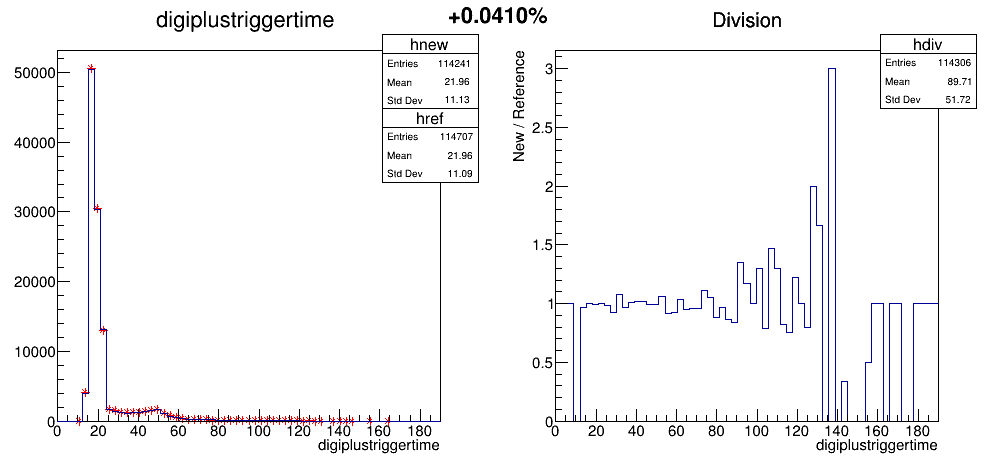 digiplustriggertime
+0.0410%
Division
hnew
Entries 114241
Mean 21.96
Std Dev 11.13
href
Entries 114707
Mean 21.96
Std Dev 11.09
50000
40000
30000
20000
10000
0
0 20 40 60 80 100 120 140 160 180
digiplustriggertime
hdiv
Entries 114306
Mean 89.71
Std Dev 51.72
New / Reference
3
2.5
2
1.5
1
0.5
0
0 20 40 60 80 100 120 140 160 180
digiplustriggertime